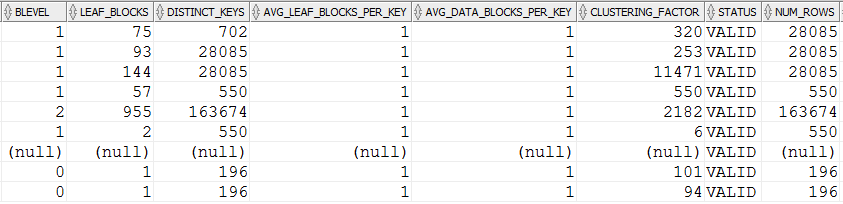 BLEVEL LEAF_BLOCKS DISTINCT_KEYS AVG_LEAF_BLOCKS_PER_KEY AVG_DATA_BLOCKS_PER_KEY CLUSTERING_FACTOR STATUS NUM_ROWS
1 75 702 1 1 320 VALID 28085
1 93 28085 1 1 253 VALID 28085
1 144 28085 1 1 11471 VALID 28085
1 57 550 1 1 550 VALID 550
2 955 163674 1 1 2182 VALID 163674
1 2 550 1 1 6 VALID 550
(null) (null) (null) (null) (null) (null) VALID (null)
0 1 196 1 1 101 VALID 196
0 1 196 1 1 94 VALID 196